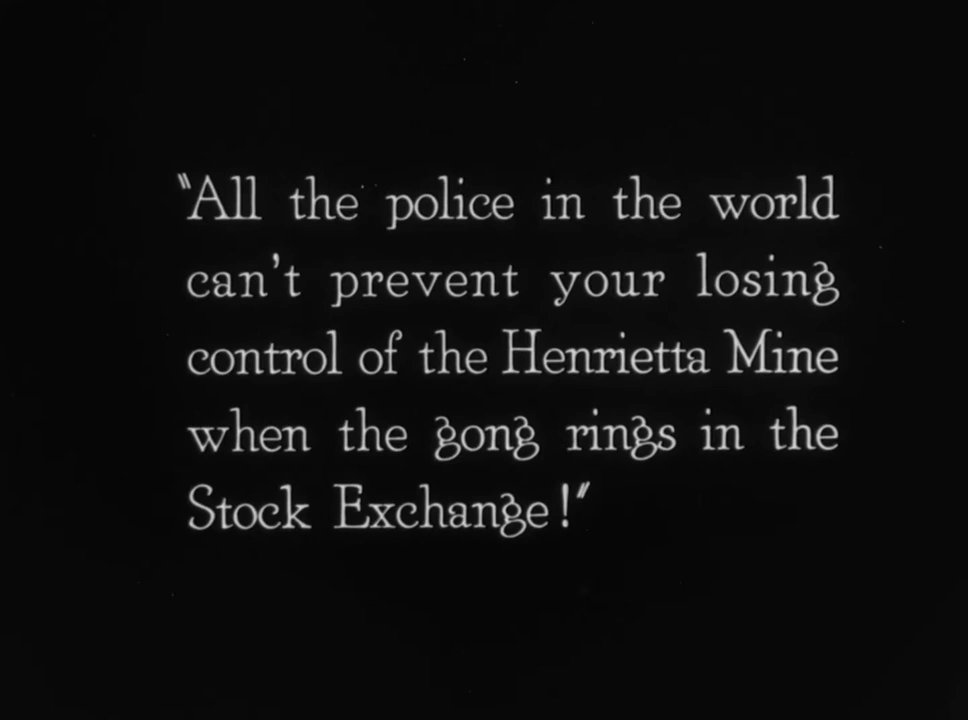 "All the police in the world
can't prevent your losing
control of the Henrietta Mine
when the gong rings in the
Stock Exchange!"